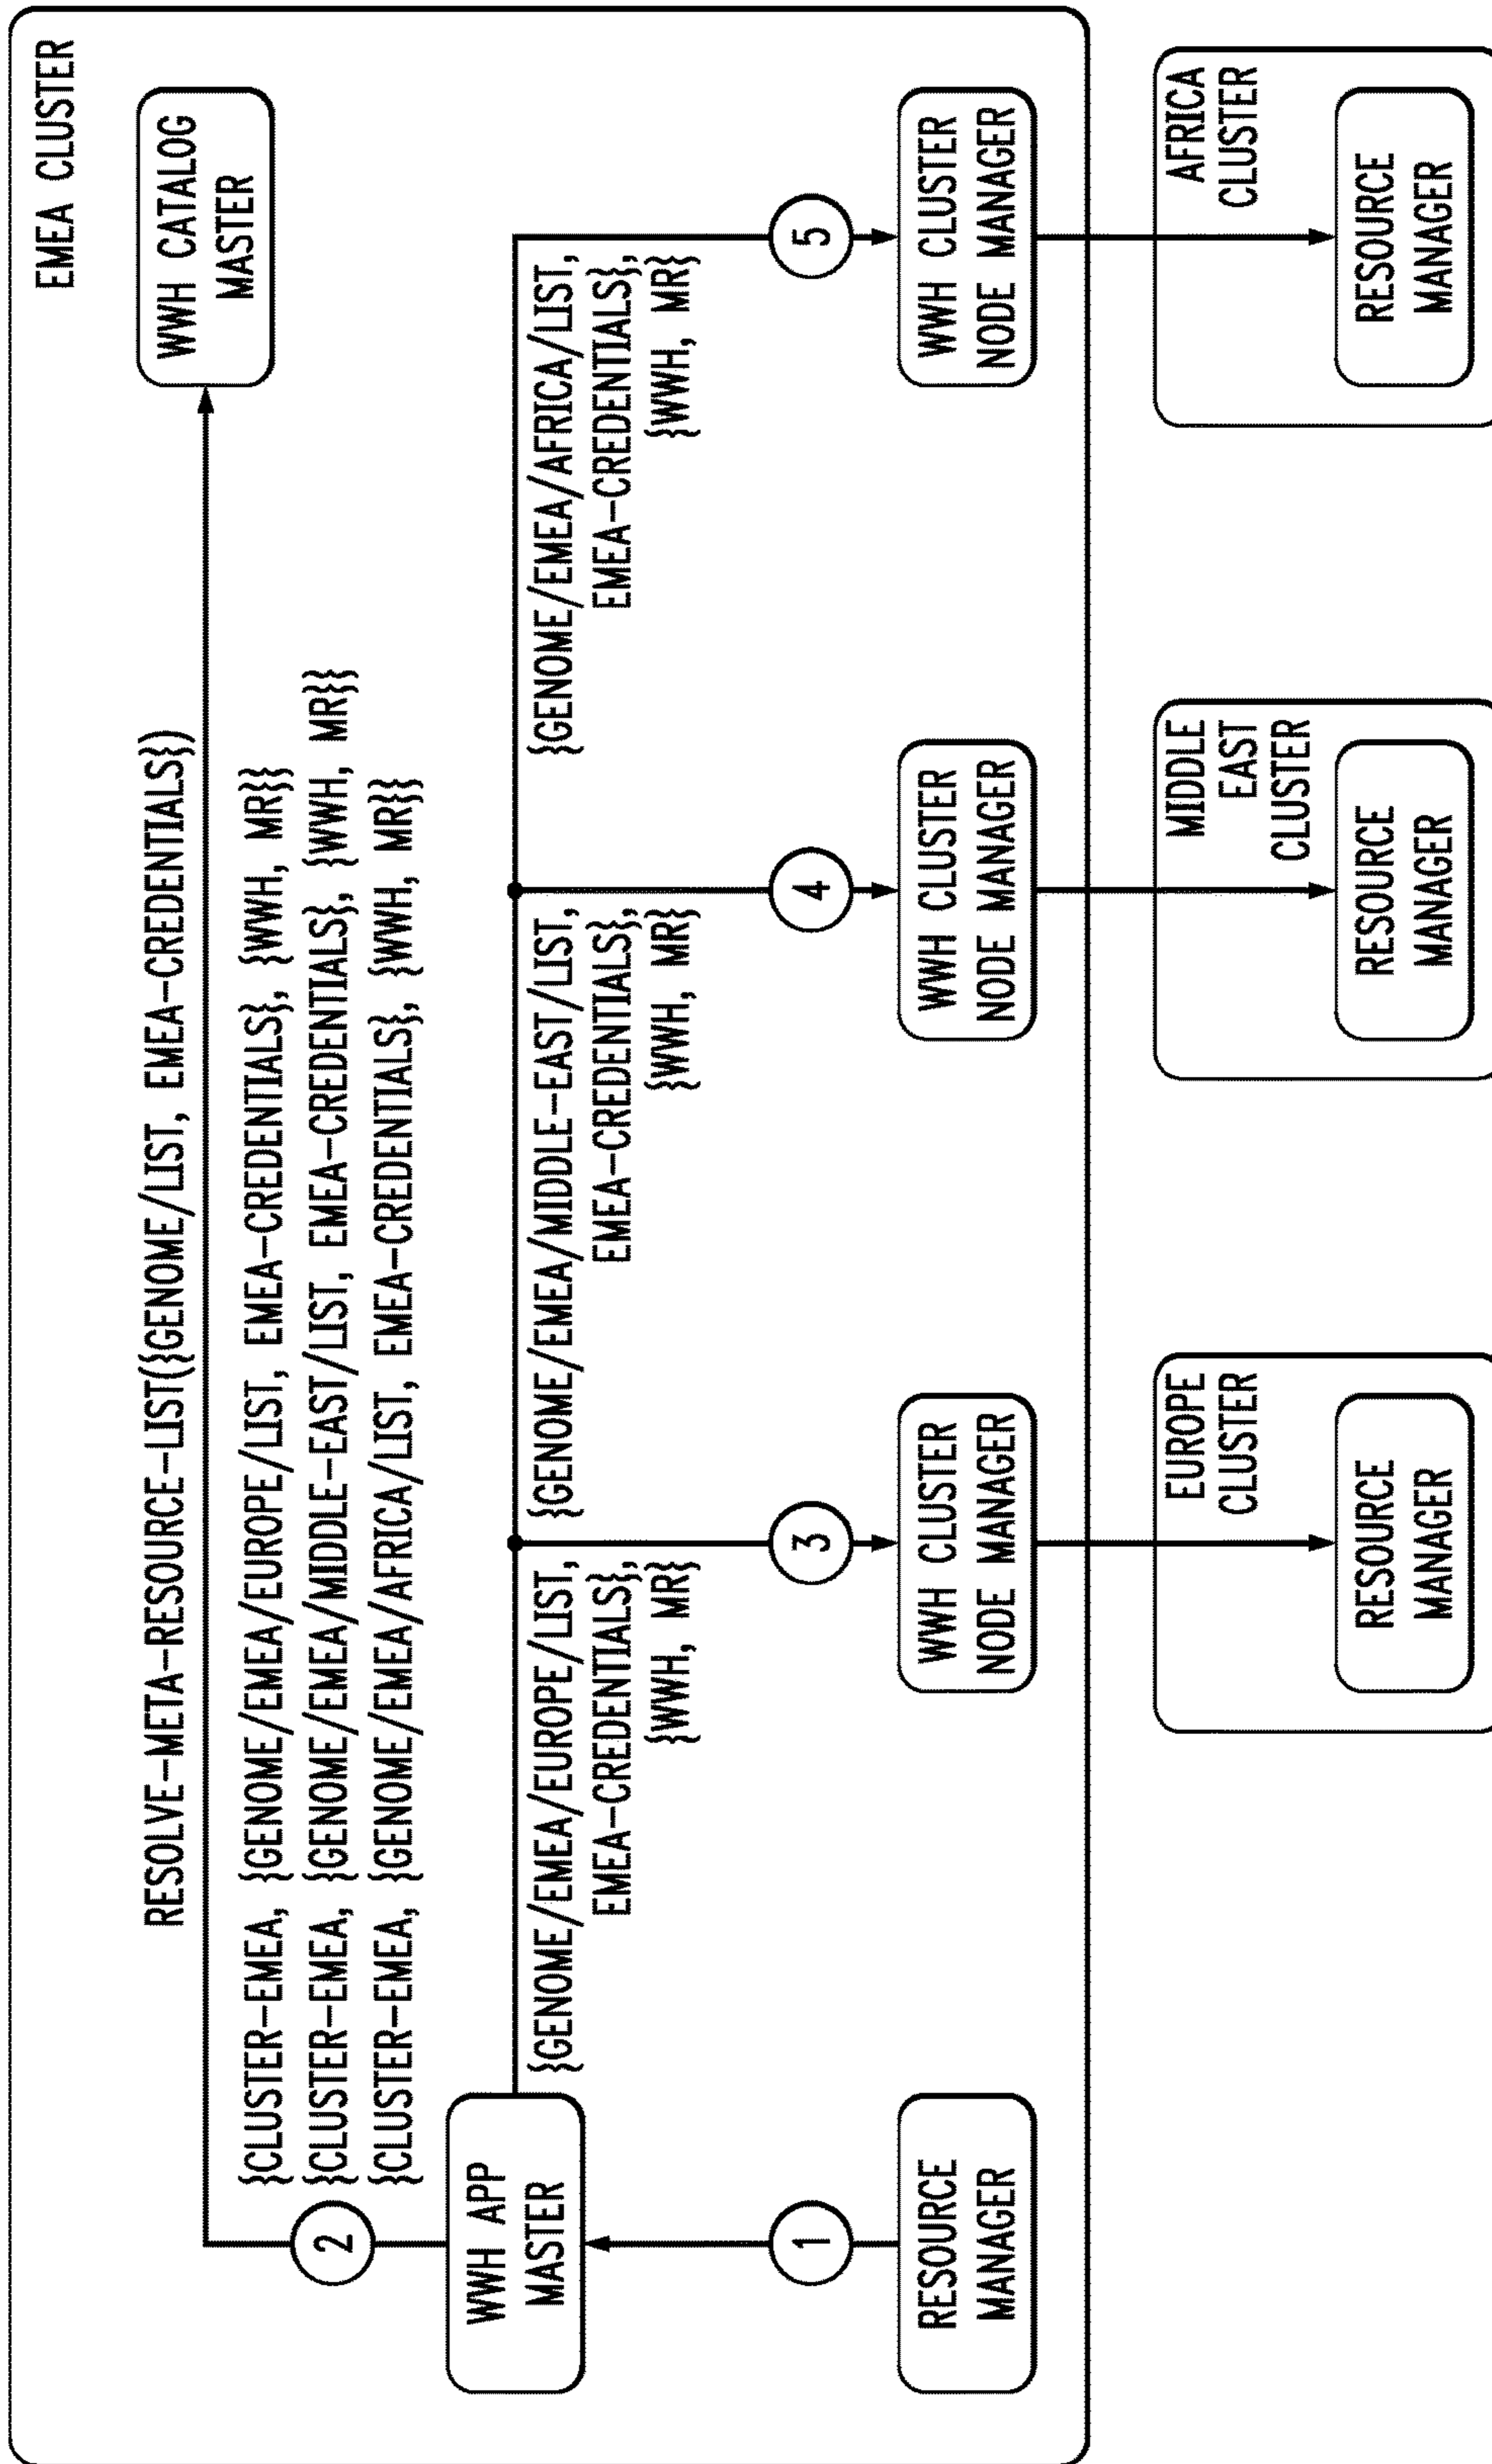 EMEA CLUSTER
WWH CATALOG
MASTER
RESOLVE-META-RESOURCE-LIST({GENOME/LIST, EMEA-CREDENTIALS})
2
{CLUSTER-EMEA, {GENOME/EMEA/EUROPE/LIST, EMEA-CREDENTIALS}, {WWH, MR}}
{CLUSTER-EMEA, {GENOME/EMEA/MIDDLE-EAST/LIST, EMEA-CREDENTIALS}, {WWH, MR}}
{CLUSTER-EMEA, {GENOME/EMEA/AFRICA/LIST, EMEA-CREDENTIALS}, {WWH, MR}}
WWH APP
MASTER
{GENOME/EMEA/EUROPE/LIST,
EMEA-CREDENTIALS},
{WWH, MR}
{GENOME/EMEA/MIDDLE-EAST/LIST,
EMEA-CREDENTIALS},
{WWH, MR}
{GENOME/EMEA/AFRICA/LIST,
EMEA-CREDENTIALS},
{WWH, MR}
1
3
4
5
RESOURCE
MANAGER
WWH CLUSTER
NODE MANAGER
WWH CLUSTER
NODE MANAGER
WWH CLUSTER
NODE MANAGER
EUROPE
CLUSTER
RESOURCE
MANAGER
MIDDLE
EAST
CLUSTER
RESOURCE
MANAGER
AFRICA
CLUSTER
RESOURCE
MANAGER